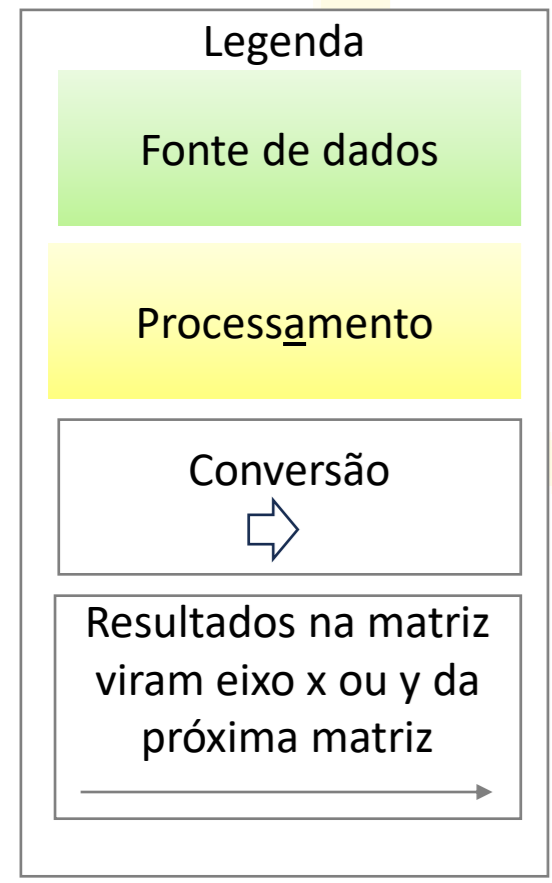 Legenda
Fonte de dados
Processamento
Conversão
Resultados na matriz
viram eixo x ou y da
próxima matriz